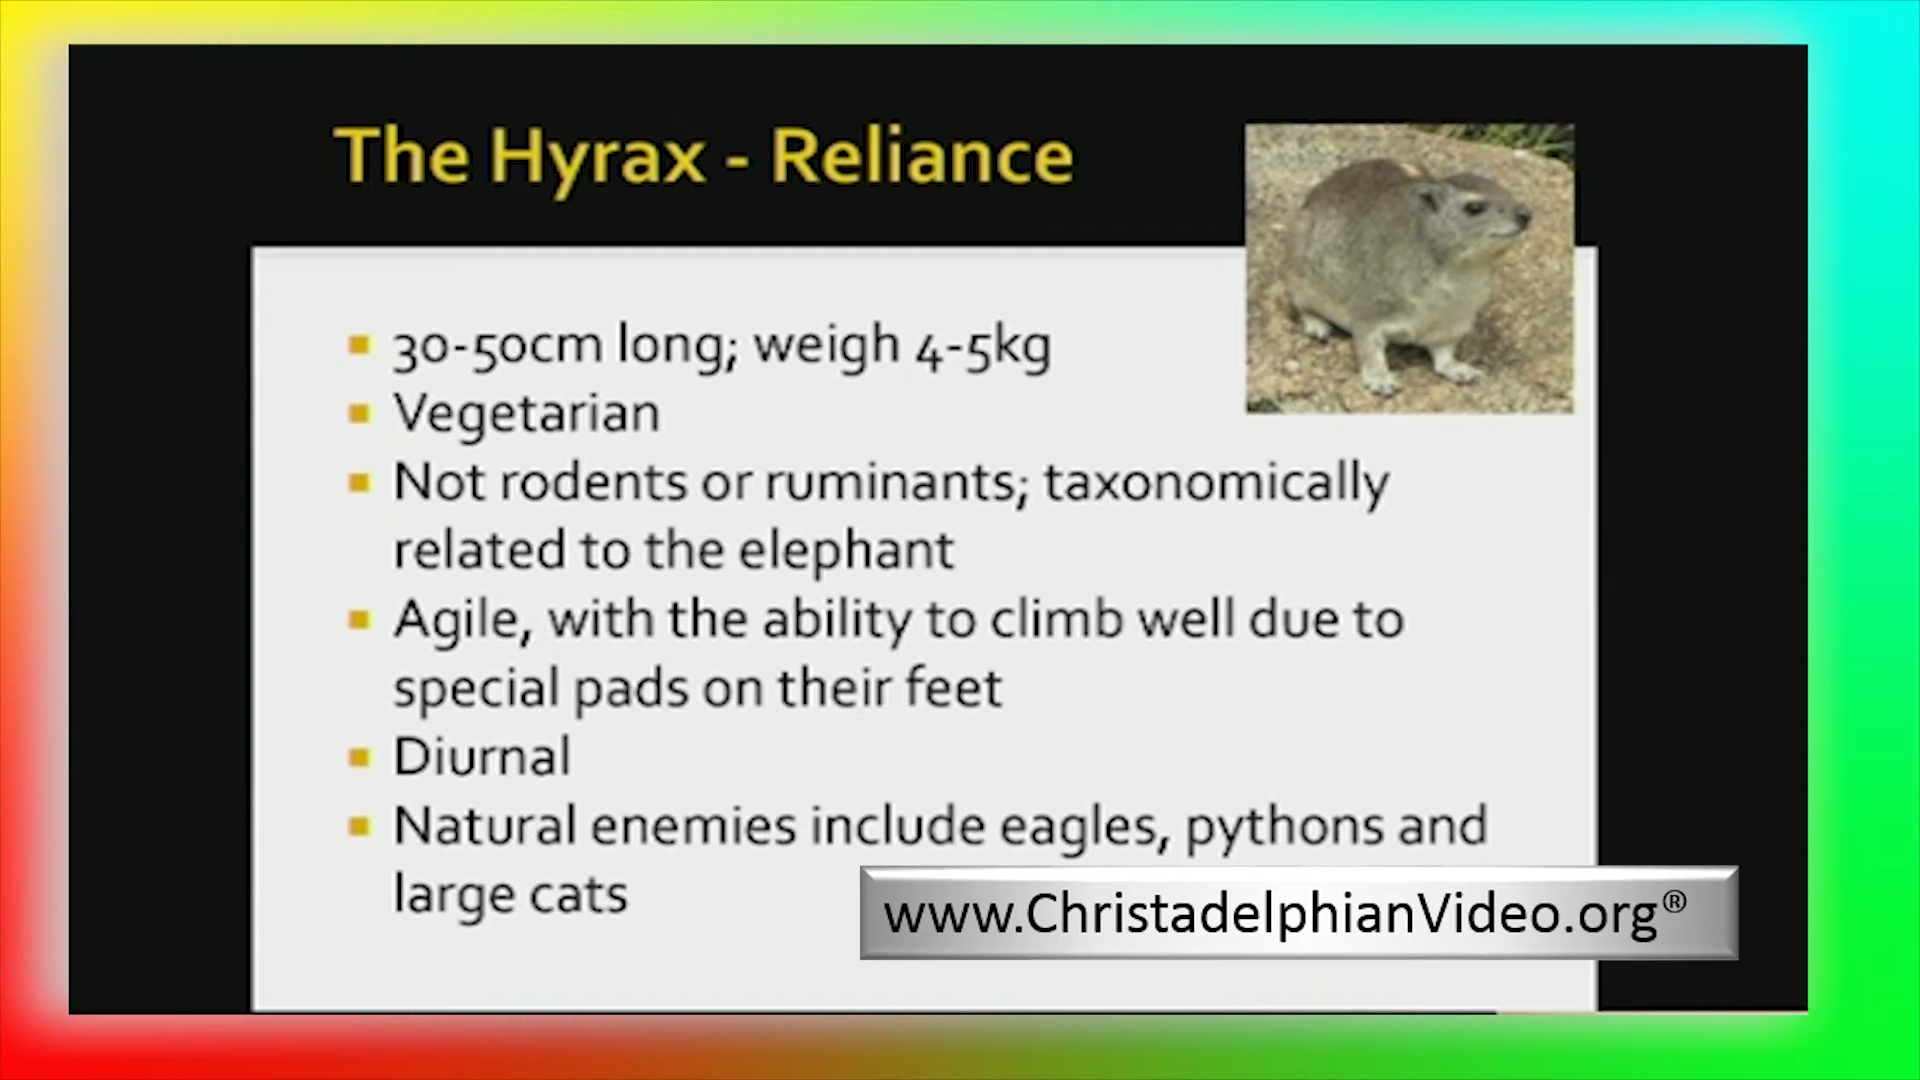 The Hyrax - Reliance
30-50cm long; weigh 4-5kg
Vegetarian
Not rodents or ruminants; taxonomically
related to the elephant
Agile, with the ability to climb well due to
special pads on their feet
Diurnal
Natural enemies include eagles, pythons and
large cats
www.ChristadelphianVideo.org®